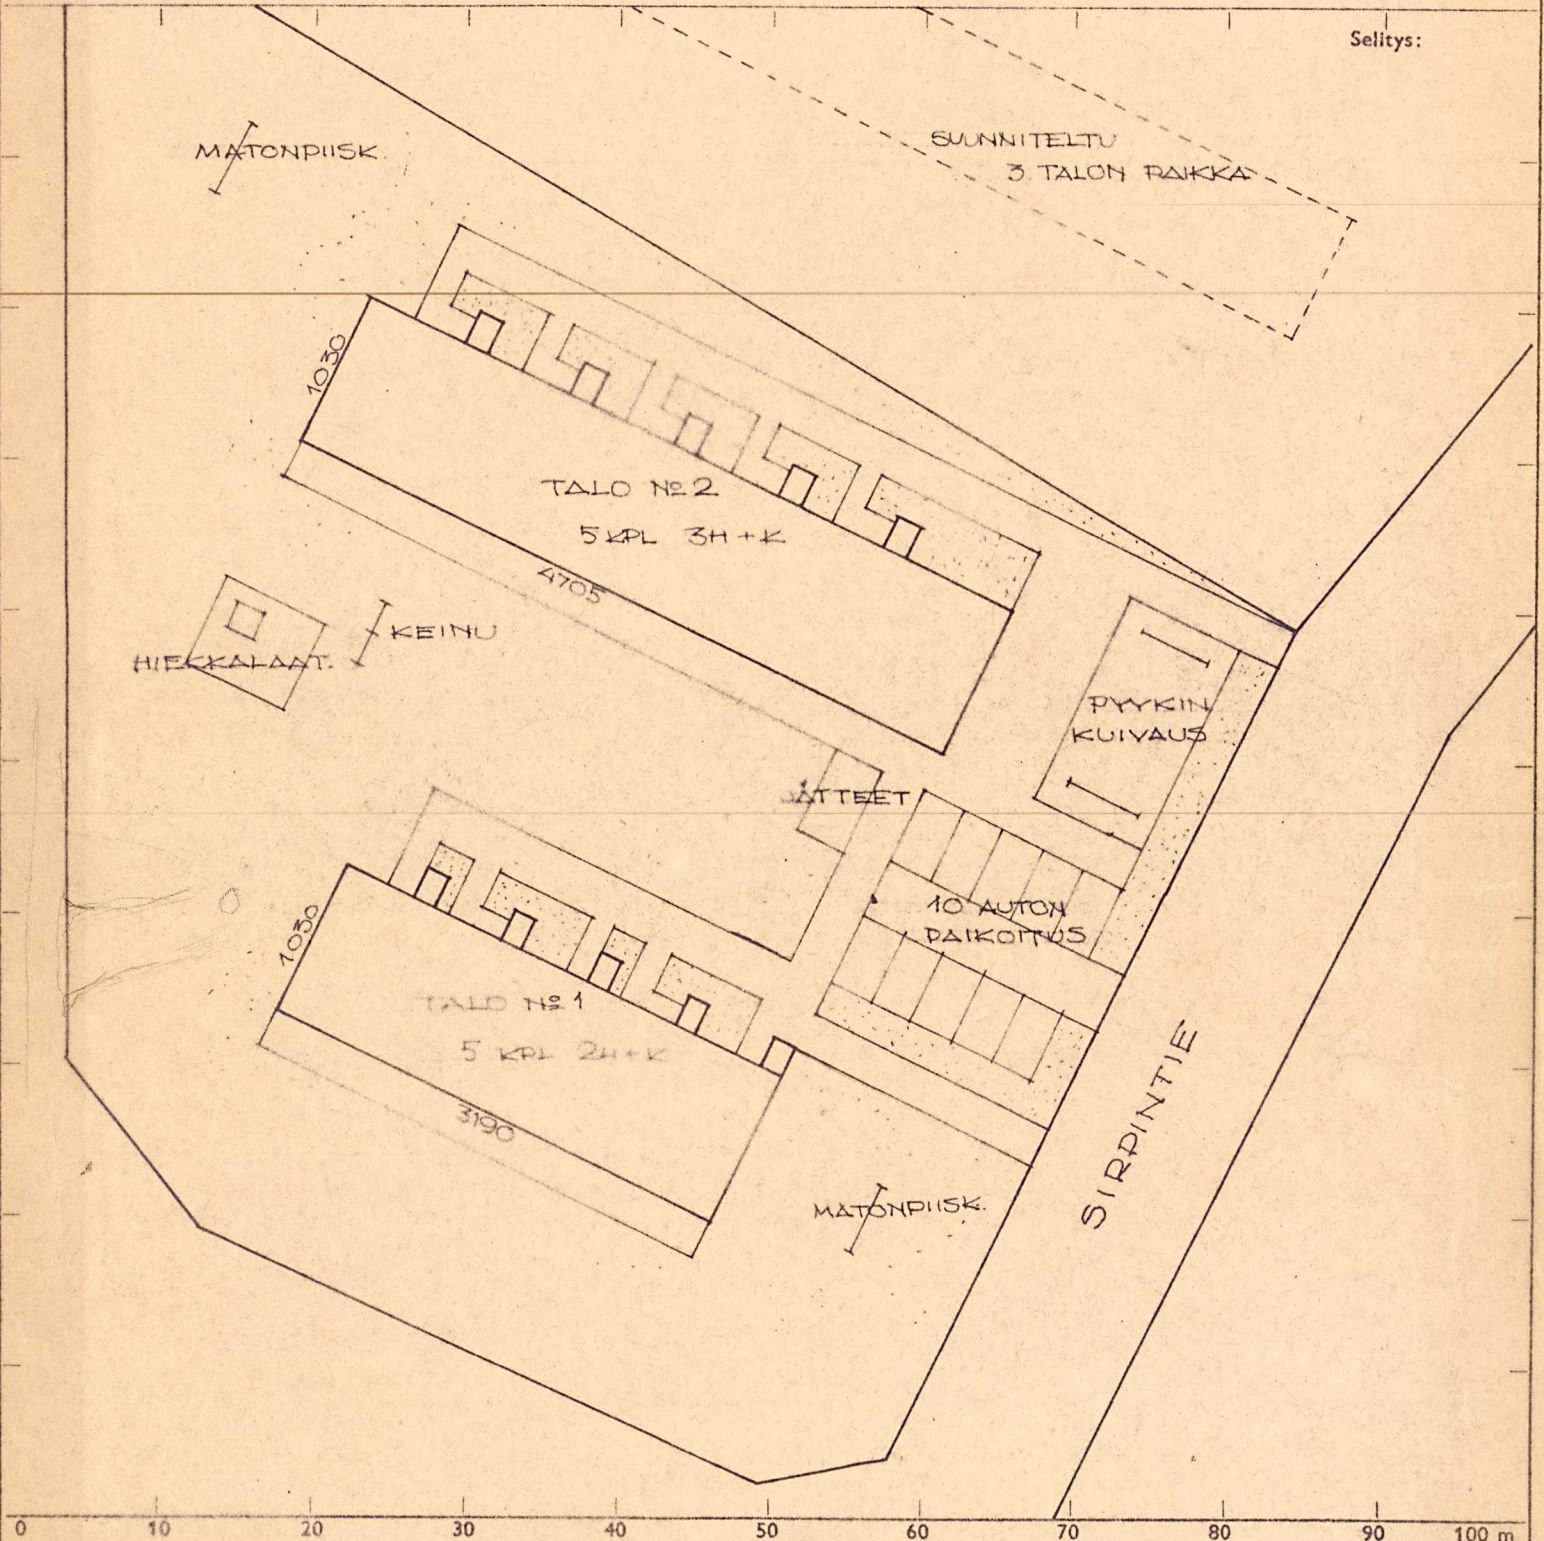 Selitys:
MATONPIISK.
SUUNNITELTU
3. TALON PAIKKA
1030
TALO № 2
5 KPL 3H+K
4705
KEINU
HIEKKALAAT.
PYYKIN
KUIVAUS
JÄTTEET
10 AUTON
PAIKOITUS
1030
TALO № 1
5 KPL 2H+K
3190
MATONPIISK.
SIRPINTIE
0 10 20 30 40 50 60 70 80 90 100 m